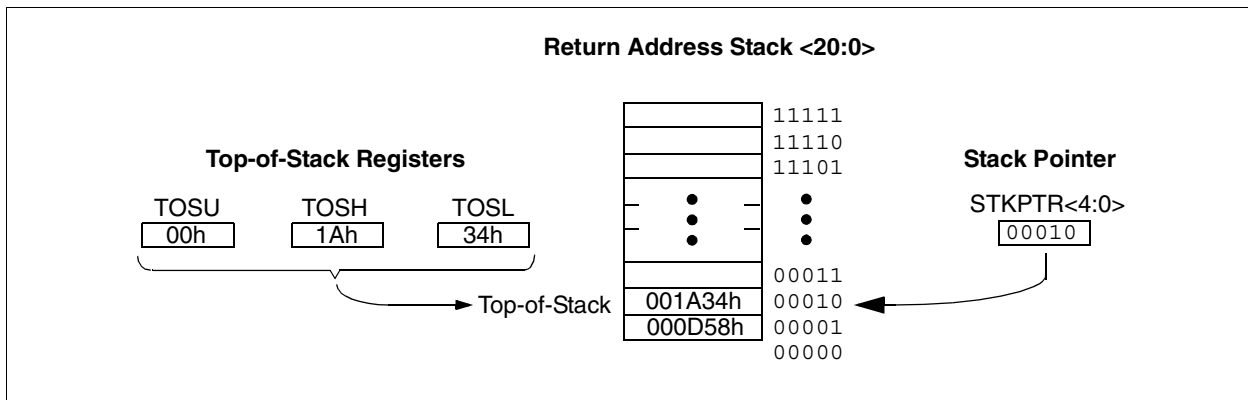 Return Address Stack <20:0>
11111
11110
11101
Top-of-Stack Registers
Stack Pointer
TOSU TOSH TOSL
00h 1Ah 34h
STKPTR<4:0>
00010
00011
Top-of-Stack 001A34h 00010
000D58h 00001
00000